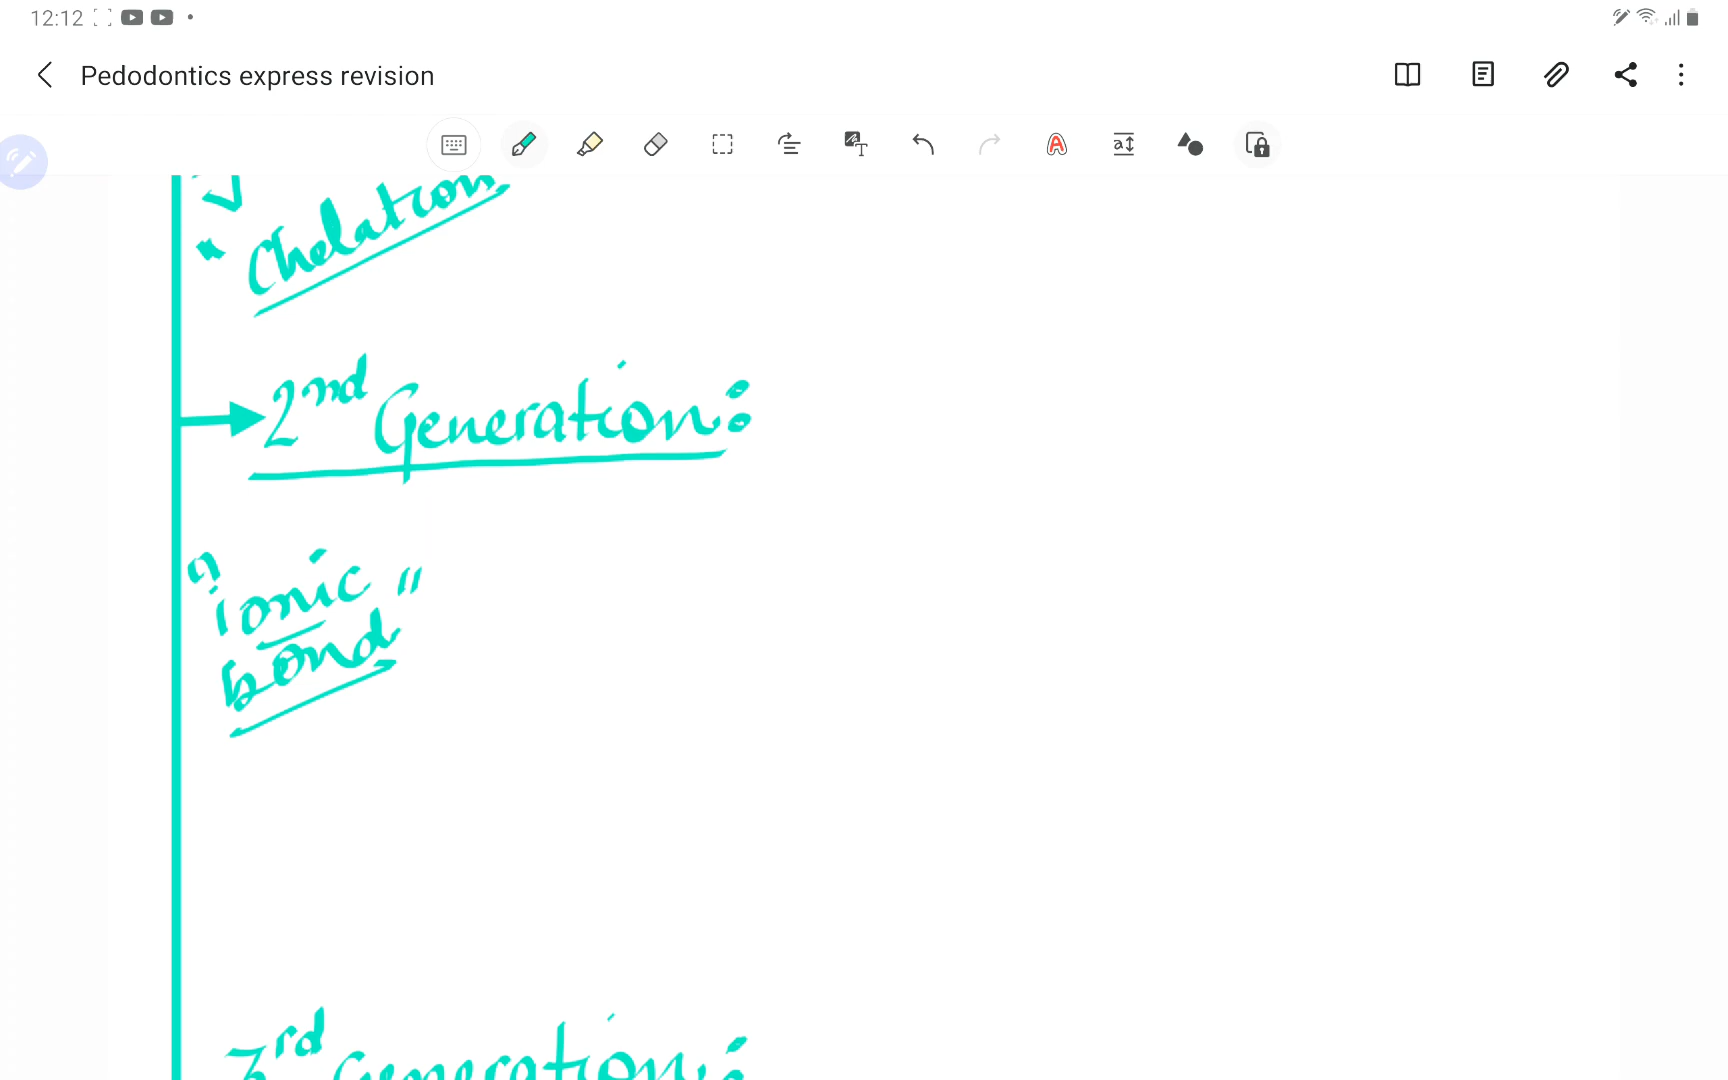 12:12
Pedodontics express revision
"Chelation
2nd Generation:
"ionic "
bond
3rd Generation: